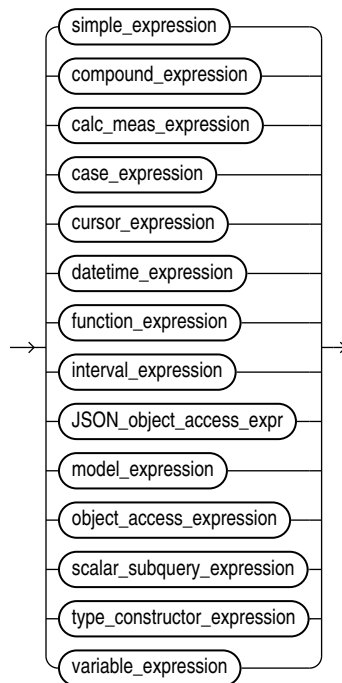 simple_expression
compound_expression
calc_meas_expression
case_expression
cursor_expression
datetime_expression
function_expression
interval_expression
JSON_object_access_expr
model_expression
object_access_expression
scalar_subquery_expression
type_constructor_expression
variable_expression